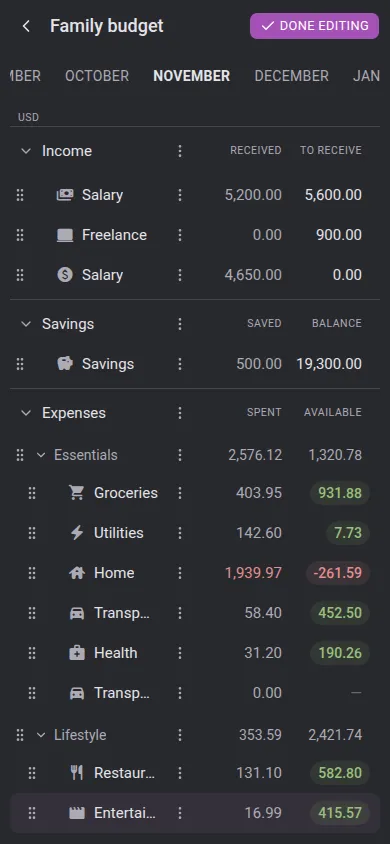 Family budget DONE EDITING
MBER OCTOBER NOVEMBER DECEMBER JAN
USD
Income RECEIVED TO RECEIVE
Salary 5,200.00 5,600.00
Freelance 0.00 900.00
Salary 4,650.00 0.00
Savings SAVED BALANCE
Savings 500.00 19,300.00
Expenses SPENT AVAILABLE
Essentials 2,576.12 1,320.78
Groceries 403.95 931.88
Utilities 142.60 7.73
Home 1,939.97 -261.59
Transp... 58.40 452.50
Health 31.20 190.26
Transp... 0.00 —
Lifestyle 353.59 2,421.74
Restaur... 131.10 582.80
Entertai... 16.99 415.57